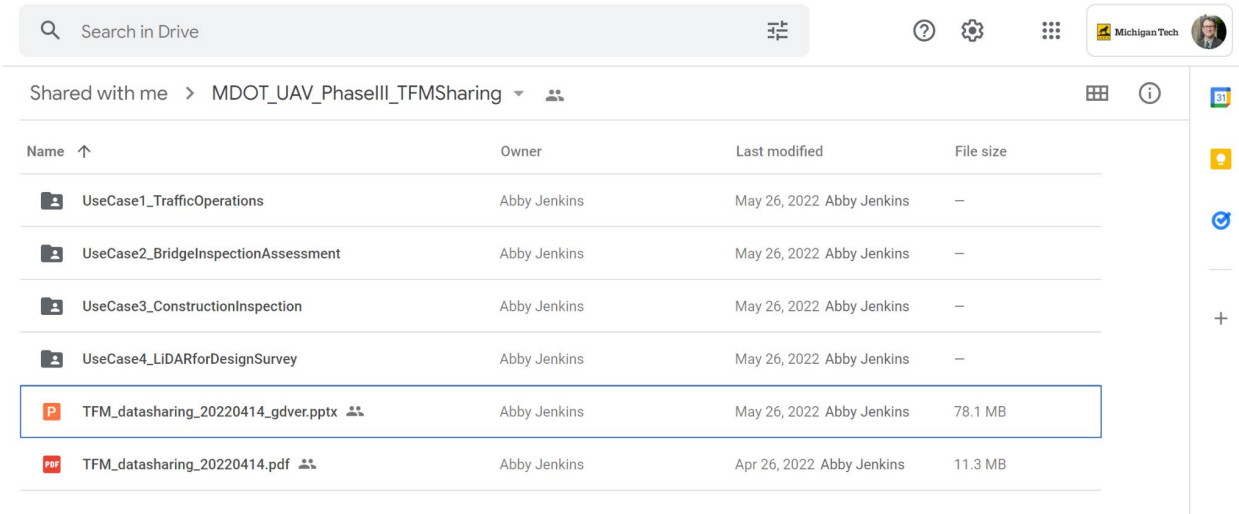 Search in Drive
Michigan Tech
Shared with me > MDOT_UAV_PhaseIII_TFMSharing
31
Name Owner Last modified File size
UseCase1_TrafficOperations Abby Jenkins May 26, 2022 Abby Jenkins —
UseCase2_BridgeInspectionAssessment Abby Jenkins May 26, 2022 Abby Jenkins —
UseCase3_ConstructionInspection Abby Jenkins May 26, 2022 Abby Jenkins —
UseCase4_LiDARforDesignSurvey Abby Jenkins May 26, 2022 Abby Jenkins —
P TFM_datasharing_20220414_gdver.pptx Abby Jenkins May 26, 2022 Abby Jenkins 78.1 MB
PDF TFM_datasharing_20220414.pdf Abby Jenkins Apr 26, 2022 Abby Jenkins 11.3 MB